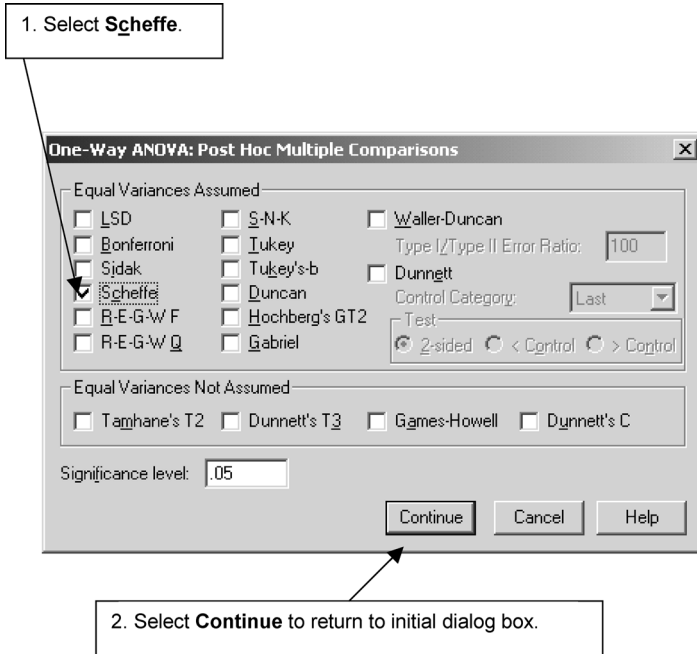 1. Select Scheffe.
One-Way ANOVA: Post Hoc Multiple Comparisons
Equal Variances Assumed
LSD S-N-K Waller-Duncan
Bonferroni Tukey Type I/Type II Error Ratio: 100
Sidak Tukey's-b Dunnett
Scheffe Duncan Control Category: Last
R-E-G-W F Hochberg's GT2 Test
R-E-G-W Q Gabriel 2-sided < Control > Control
Equal Variances Not Assumed
Tamhane's T2 Dunnett's T3 Games-Howell Dunnett's C
Significance level: .05
Continue Cancel Help
2. Select Continue to return to initial dialog box.